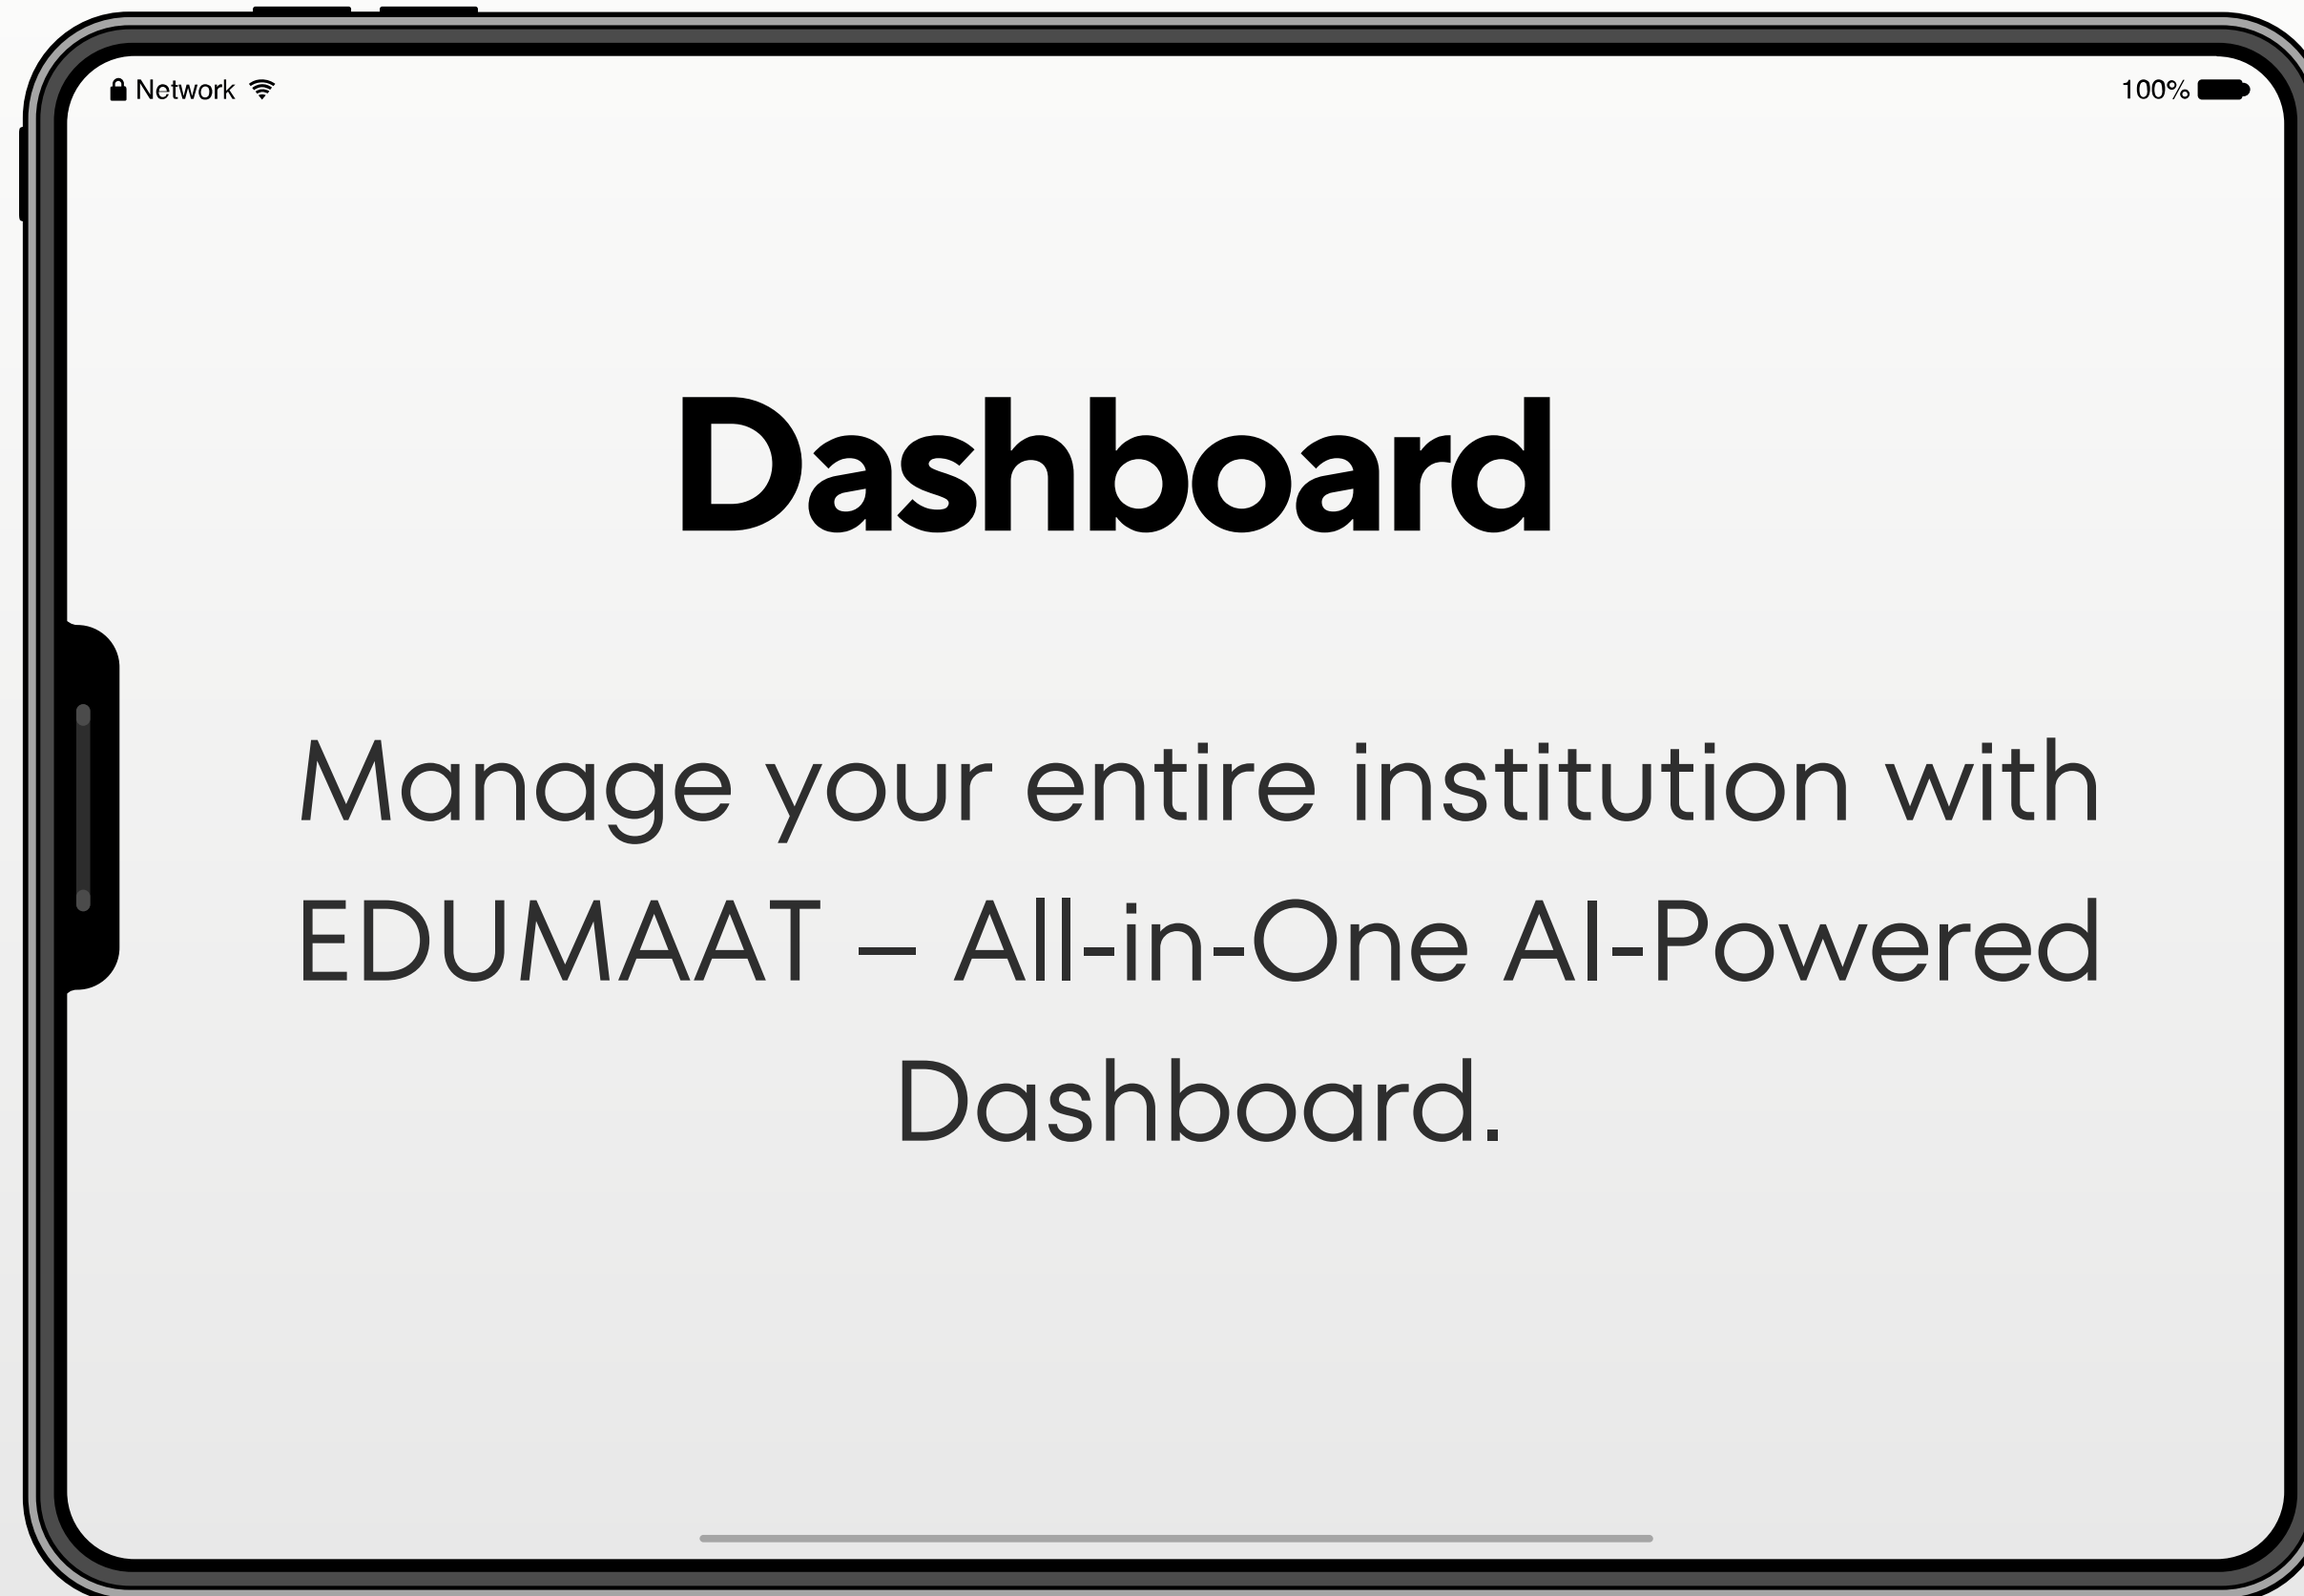 Network
100%
Dashboard
Manage your entire institution with
EDUMAAT — All-in-One AI-Powered
Dashboard.